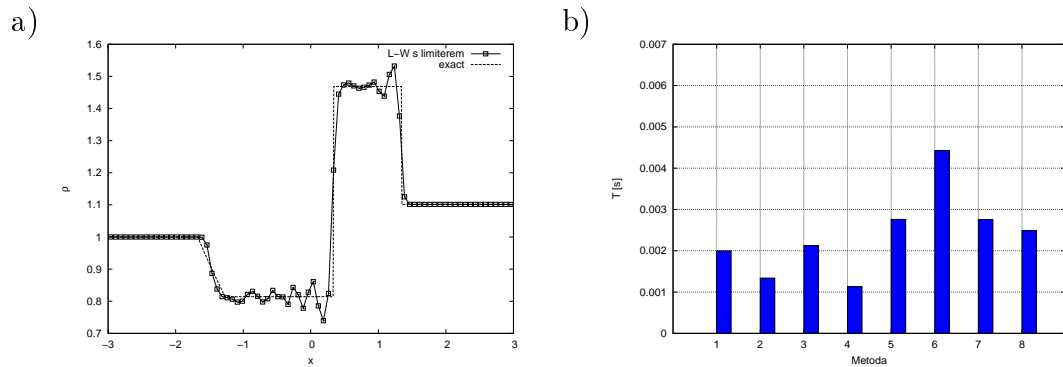 a)
L−W s limiterem
exact
1.6
1.5
1.4
1.3
1.2
1.1
1
0.9
0.8
0.7
ρ
−3 −2 −1 0 1 2 3
x
b)
0.007
0.006
0.005
0.004
0.003
0.002
0.001
0
T [s]
1 2 3 4 5 6 7 8
Metoda